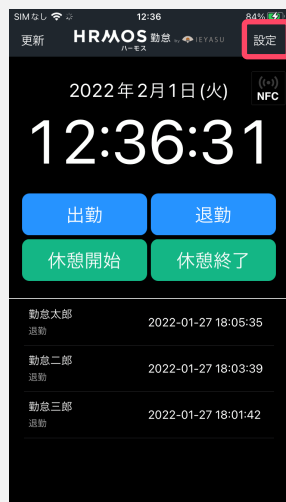 SIMなし 12:36 84%
更新 HRMOS 勤怠 by IEYASU 設定
ハーモス
2022年2月1日(火)
NFC
12:36:31
出勤 退勤
休憩開始 休憩終了
勤怠太郎
退勤 2022-01-27 18:05:35
勤怠二郎
退勤 2022-01-27 18:03:39
勤怠三郎
退勤 2022-01-27 18:01:42